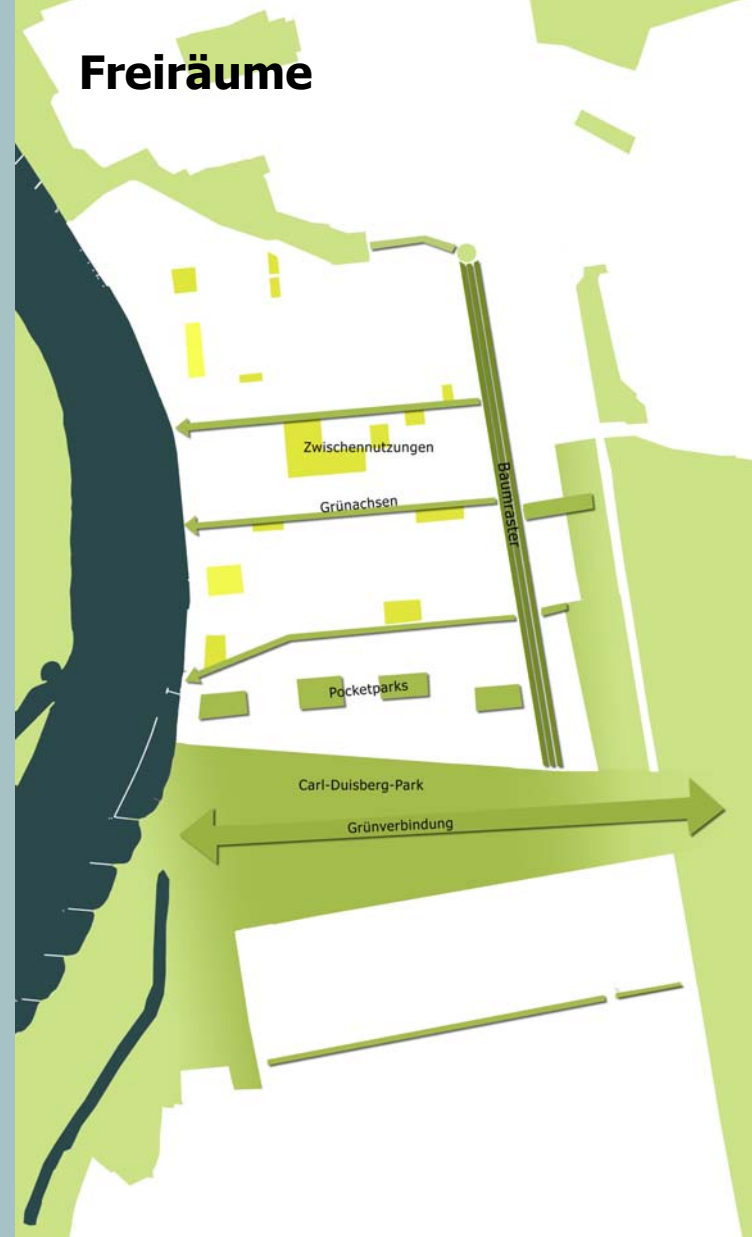 Freiräume
Zwischennutzungen
Grünachsen
Baumraster
Pocketparks
Carl-Duisberg-Park
Grünverbindung